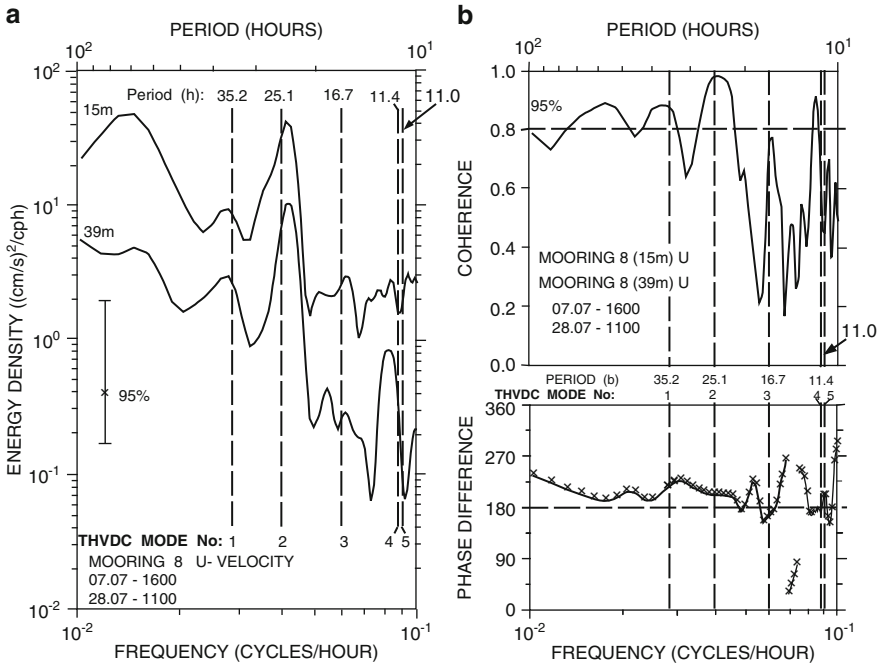 a
PERIOD (HOURS)
10² 10¹
10²
Period (h): 35.2 25.1 16.7 11.4 11.0
15m
10¹
39m
10⁰
95%
10⁻¹
10⁻²
ENERGY DENSITY ((cm/s)²/cph)
THVDC MODE No: 1 2 3 4 5
MOORING 8 U- VELOCITY
07.07 - 1600
28.07 - 1100
10⁻² 10⁻¹
FREQUENCY (CYCLES/HOUR)
b
PERIOD (HOURS)
10² 10¹
1.0
95%
0.8
0.6
0.4
0.2
0.0
COHERENCE
MOORING 8 (15m) U
MOORING 8 (39m) U
07.07 - 1600
28.07 - 1100
11.0
PERIOD (b) 35.2 25.1 16.7 11.4
THVDC MODE No: 1 2 3 4 5
360
270
180
90
0
PHASE DIFFERENCE
10⁻² 10⁻¹
FREQUENCY (CYCLES/HOUR)